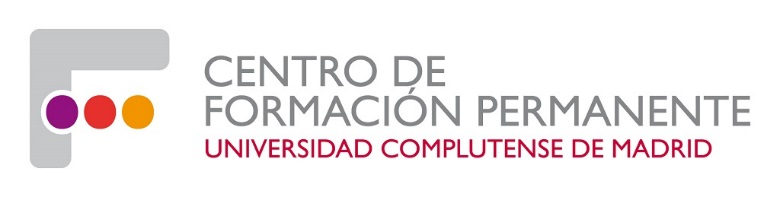 CENTRO DE
FORMACIÓN PERMANENTE
UNIVERSIDAD COMPLUTENSE DE MADRID